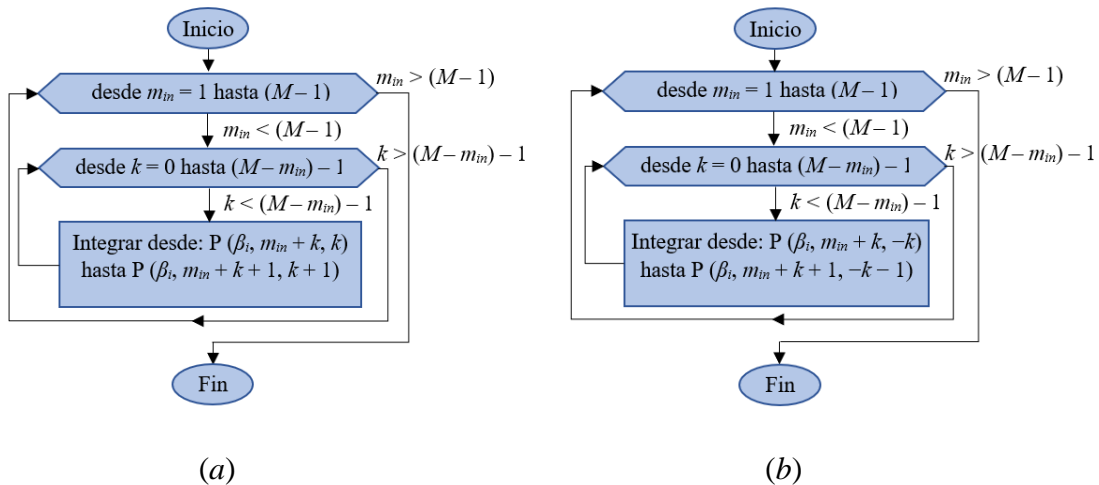 Inicio
desde m_in = 1 hasta (M – 1)
m_in > (M – 1)
m_in < (M – 1)
desde k = 0 hasta (M – m_in) – 1
k > (M – m_in) – 1
k < (M – m_in) – 1
Integrar desde: P (β_i, m_in + k, k)
hasta P (β_i, m_in + k + 1, k + 1)
Fin
(a)
Inicio
desde m_in = 1 hasta (M – 1)
m_in > (M – 1)
m_in < (M – 1)
desde k = 0 hasta (M – m_in) – 1
k > (M – m_in) – 1
k < (M – m_in) – 1
Integrar desde: P (β_i, m_in + k, –k)
hasta P (β_i, m_in + k + 1, –k – 1)
Fin
(b)